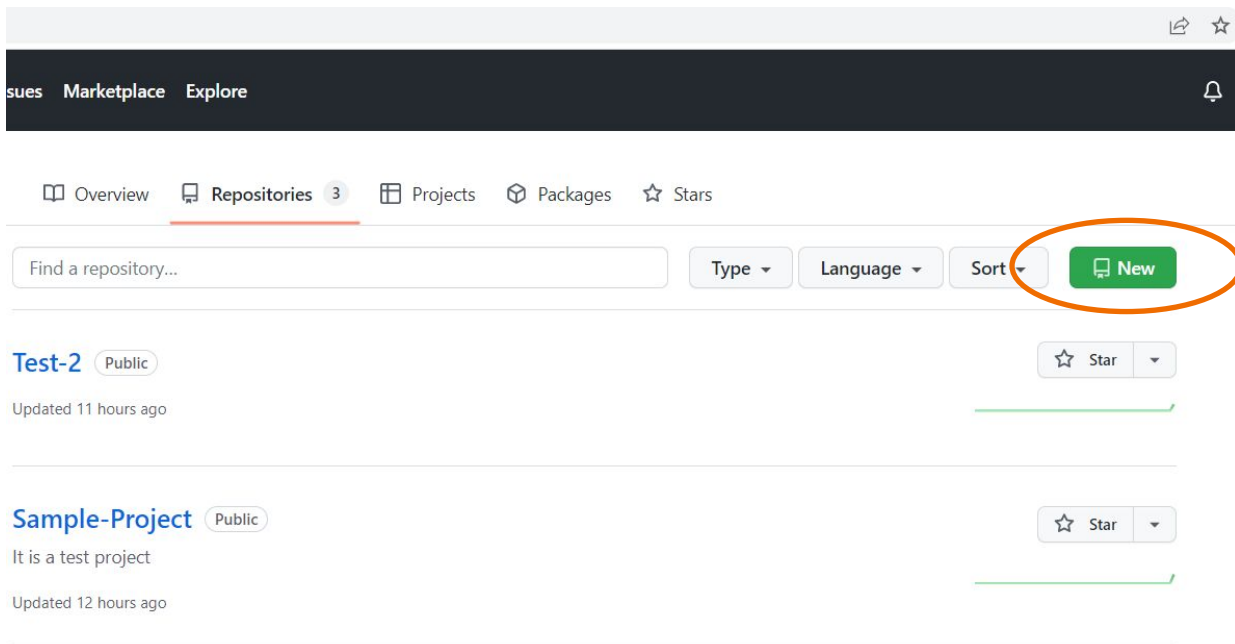 sues Marketplace Explore
Overview Repositories 3 Projects Packages Stars
Find a repository... Type Language Sort New
Test-2 Public Star
Updated 11 hours ago
Sample-Project Public Star
It is a test project
Updated 12 hours ago